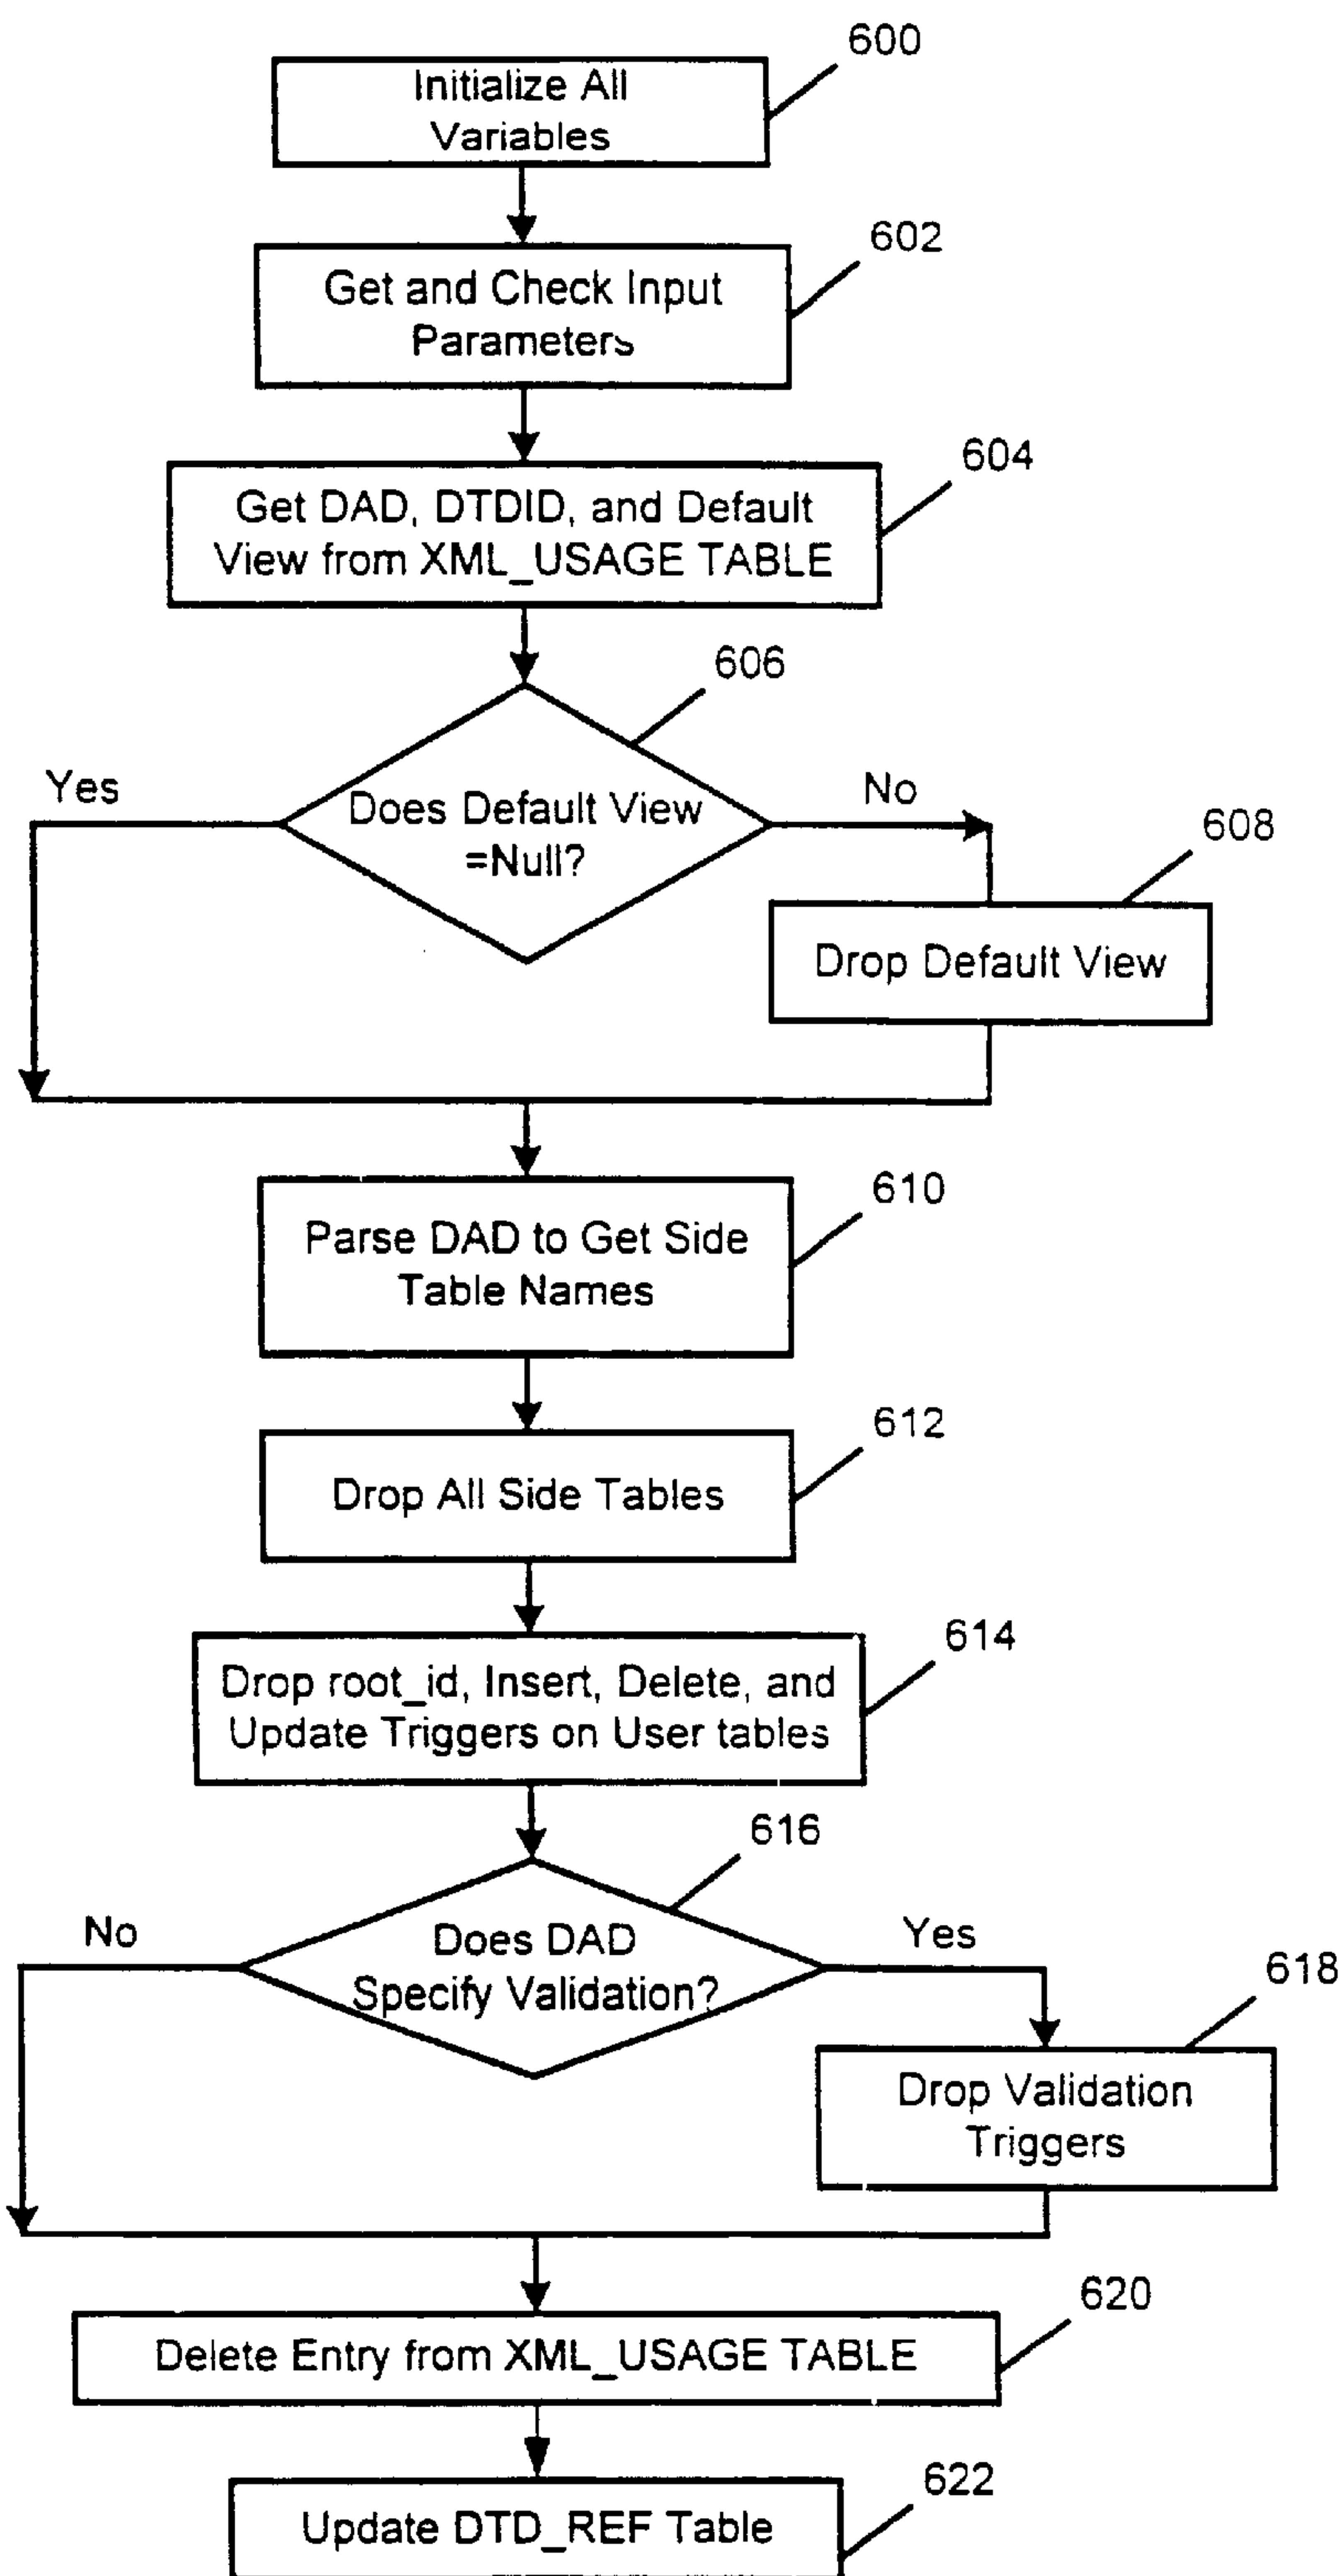 600
Initialize All
Variables
602
Get and Check Input
Parameters
604
Get DAD, DTDID, and Default
View from XML_USAGE TABLE
606
Yes
No
Does Default View
=Null?
608
Drop Default View
610
Parse DAD to Get Side
Table Names
612
Drop All Side Tables
614
Drop root_id, Insert, Delete, and
Update Triggers on User tables
616
No
Yes
Does DAD
Specify Validation?
618
Drop Validation
Triggers
620
Delete Entry from XML_USAGE TABLE
622
Update DTD_REF Table